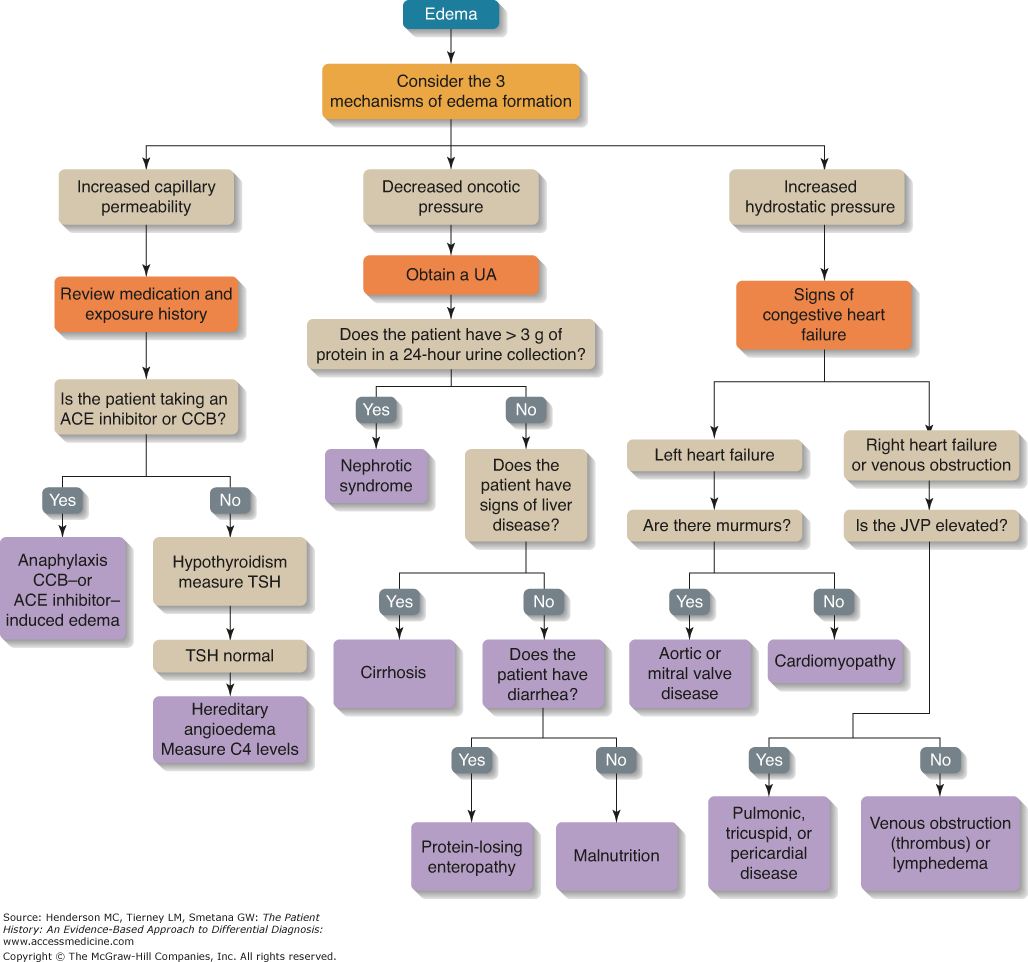 Edema
Consider the 3
mechanisms of edema formation
Increased capillary
permeability
Decreased oncotic
pressure
Increased
hydrostatic pressure
Review medication and
exposure history
Obtain a UA
Signs of
congestive heart
failure
Is the patient taking an
ACE inhibitor or CCB?
Does the patient have > 3 g of
protein in a 24-hour urine collection?
Yes
No
Yes
No
Anaphylaxis
CCB–or
ACE inhibitor–
induced edema
Hypothyroidism
measure TSH
TSH normal
Hereditary
angioedema
Measure C4 levels
Nephrotic
syndrome
Does the
patient have
signs of liver
disease?
Yes
No
Cirrhosis
Does the
patient have
diarrhea?
Yes
No
Protein-losing
enteropathy
Malnutrition
Left heart failure
Right heart failure
or venous obstruction
Are there murmurs?
Is the JVP elevated?
Yes
No
Aortic or
mitral valve
disease
Cardiomyopathy
Yes
No
Pulmonic,
tricuspid, or
pericardial
disease
Venous obstruction
(thrombus) or
lymphedema
Source: Henderson MC, Tierney LM, Smetana GW: The Patient
History: An Evidence-Based Approach to Differential Diagnosis:
www.accessmedicine.com
Copyright © The McGraw-Hill Companies, Inc. All rights reserved.